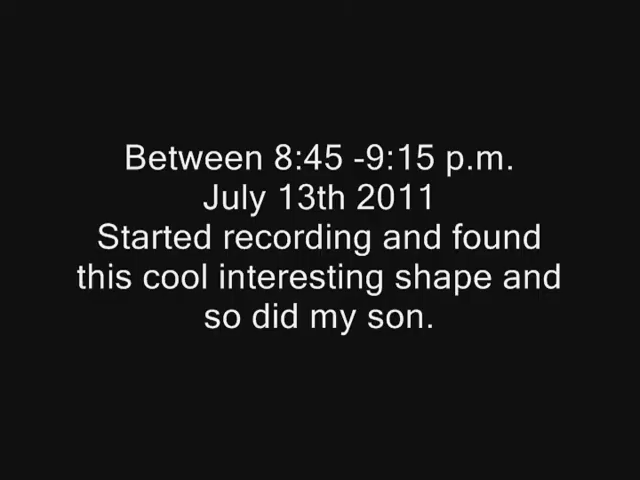 Between 8:45 -9:15 p.m.
July 13th 2011
Started recording and found
this cool interesting shape and
so did my son.